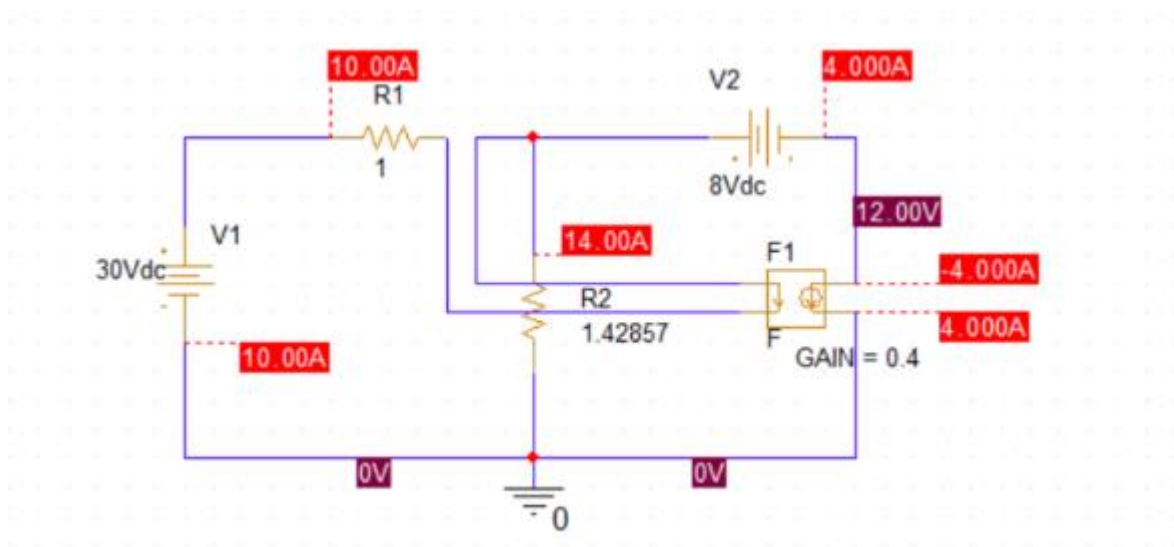 10.00A
4.000A
V2
R1
1
8Vdc
12.00V
14.00A
V1
30Vdc
F1
-4.000A
R2
1.42857
4.000A
F
GAIN = 0.4
10.00A
0V
0V
0